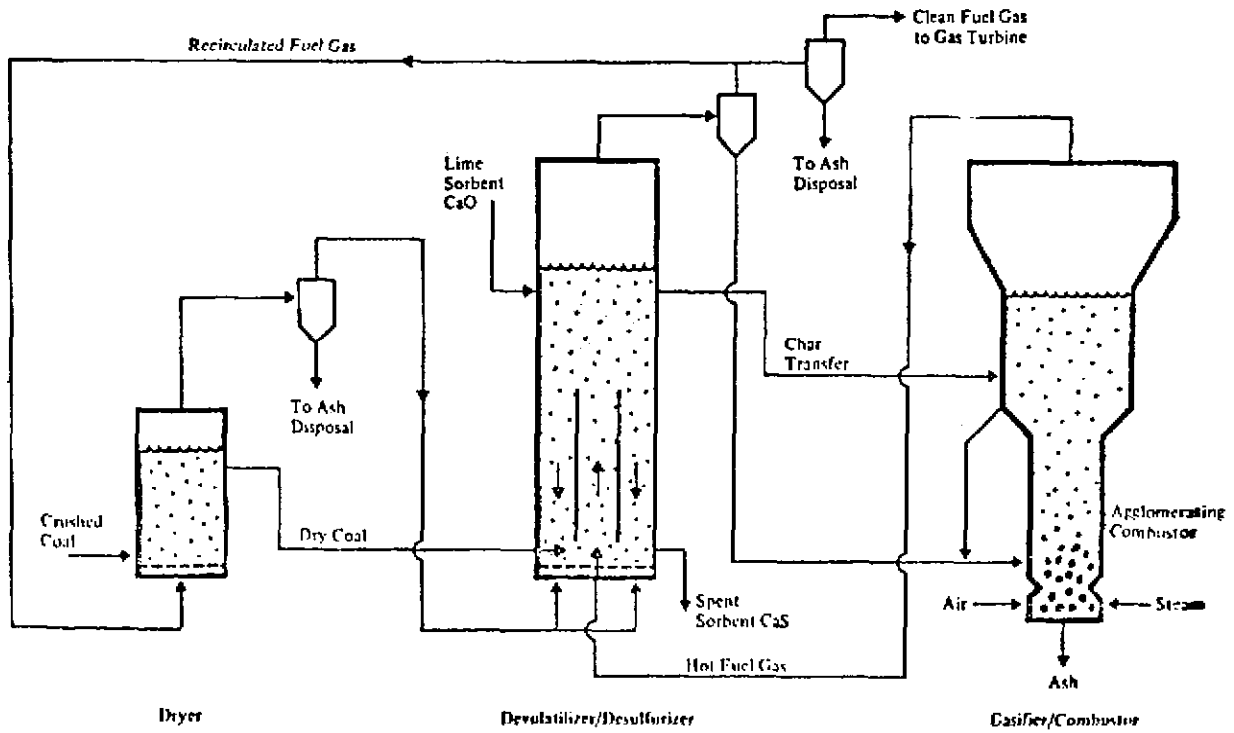 Clean Fuel Gas
to Gas Turbine
Recirculated Fuel Gas
To Ash
Disposal
Lime
Sorbent
CaO
Char
Transfer
To Ash
Disposal
Crushed
Coal
Dry Coal
Agglomerating
Combustor
Spent
Sorbent CaS
Air
Steam
Hot Fuel Gas
Ash
Dryer
Devolatilizer/Desulfurizer
Gasifier/Combustor